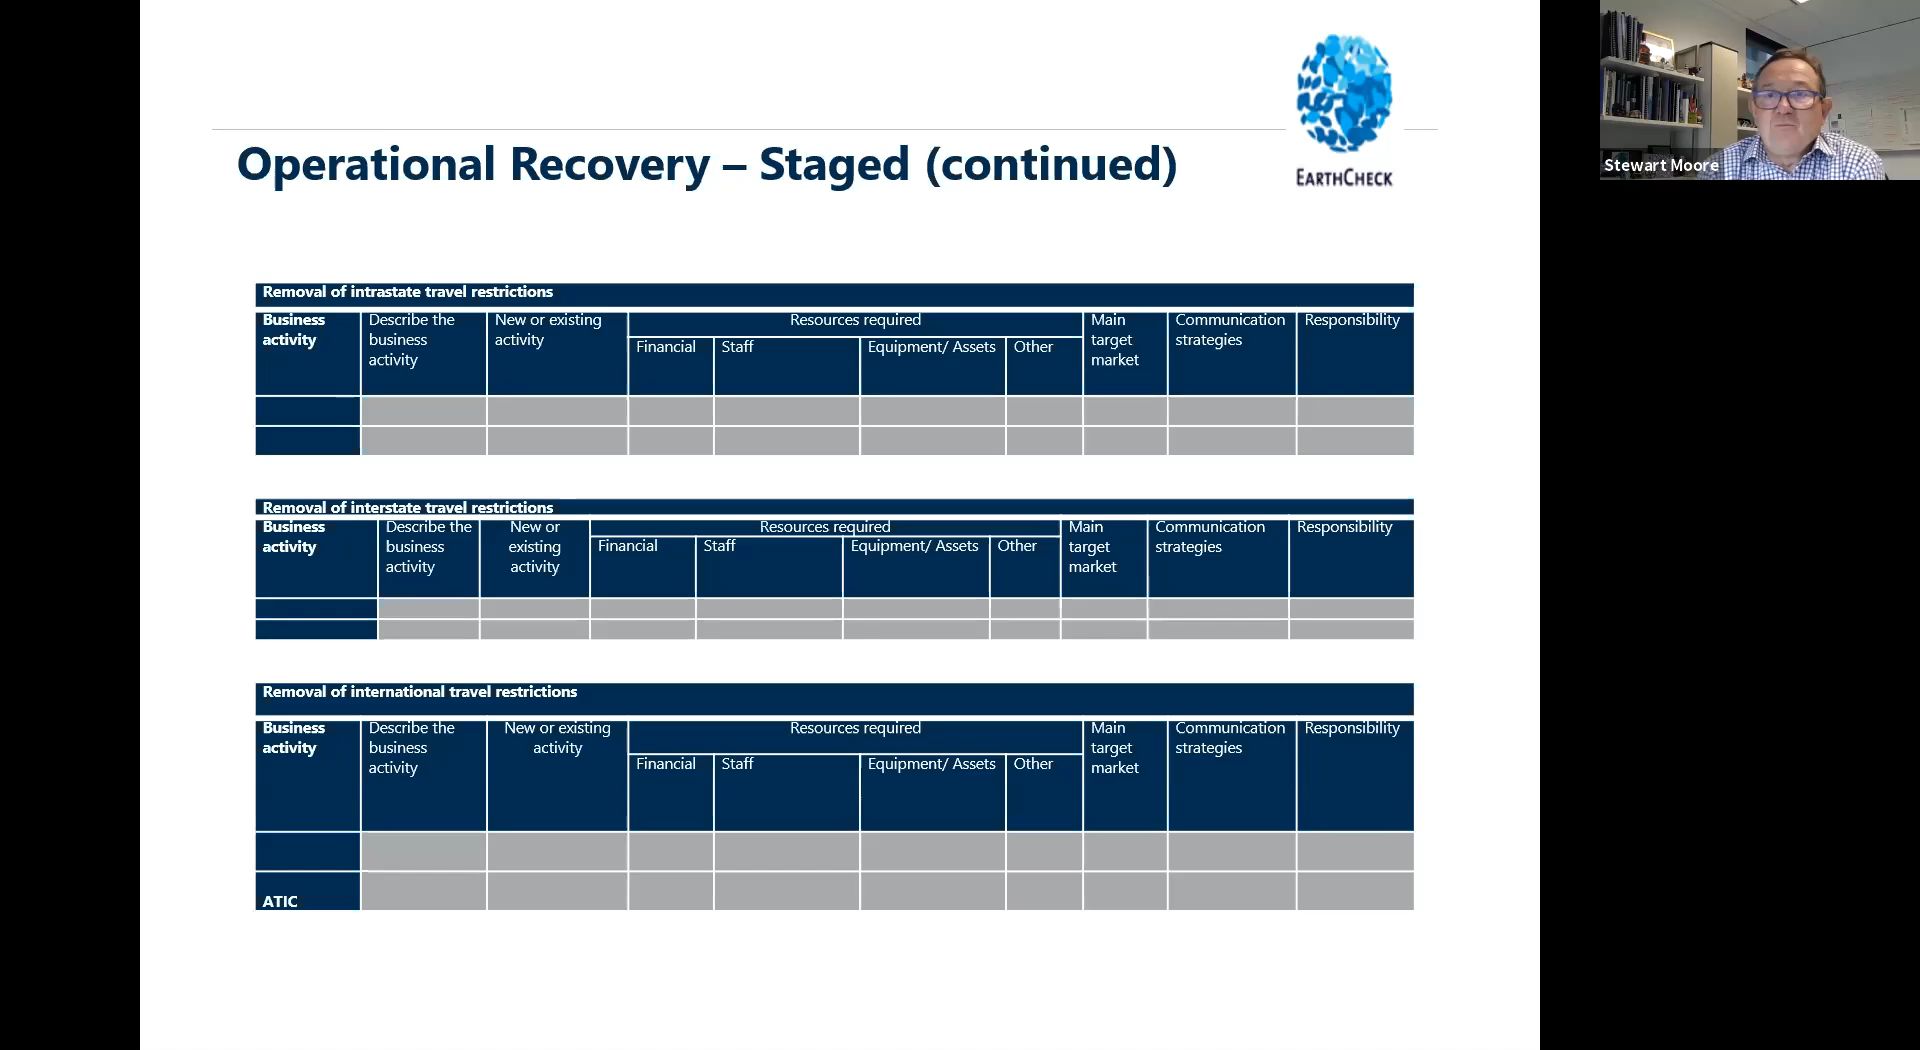 EARTHCHECK
Stewart Moore
Operational Recovery – Staged (continued)
Removal of intrastate travel restrictions
Business
activity
Describe the
business
activity
New or existing
activity
Resources required
Financial
Staff
Equipment/ Assets
Other
Main
target
market
Communication
strategies
Responsibility
Removal of interstate travel restrictions
Business
activity
Describe the
business
activity
New or
existing
activity
Resources required
Financial
Staff
Equipment/ Assets
Other
Main
target
market
Communication
strategies
Responsibility
Removal of international travel restrictions
Business
activity
Describe the
business
activity
New or existing
activity
Resources required
Financial
Staff
Equipment/ Assets
Other
Main
target
market
Communication
strategies
Responsibility
ATIC